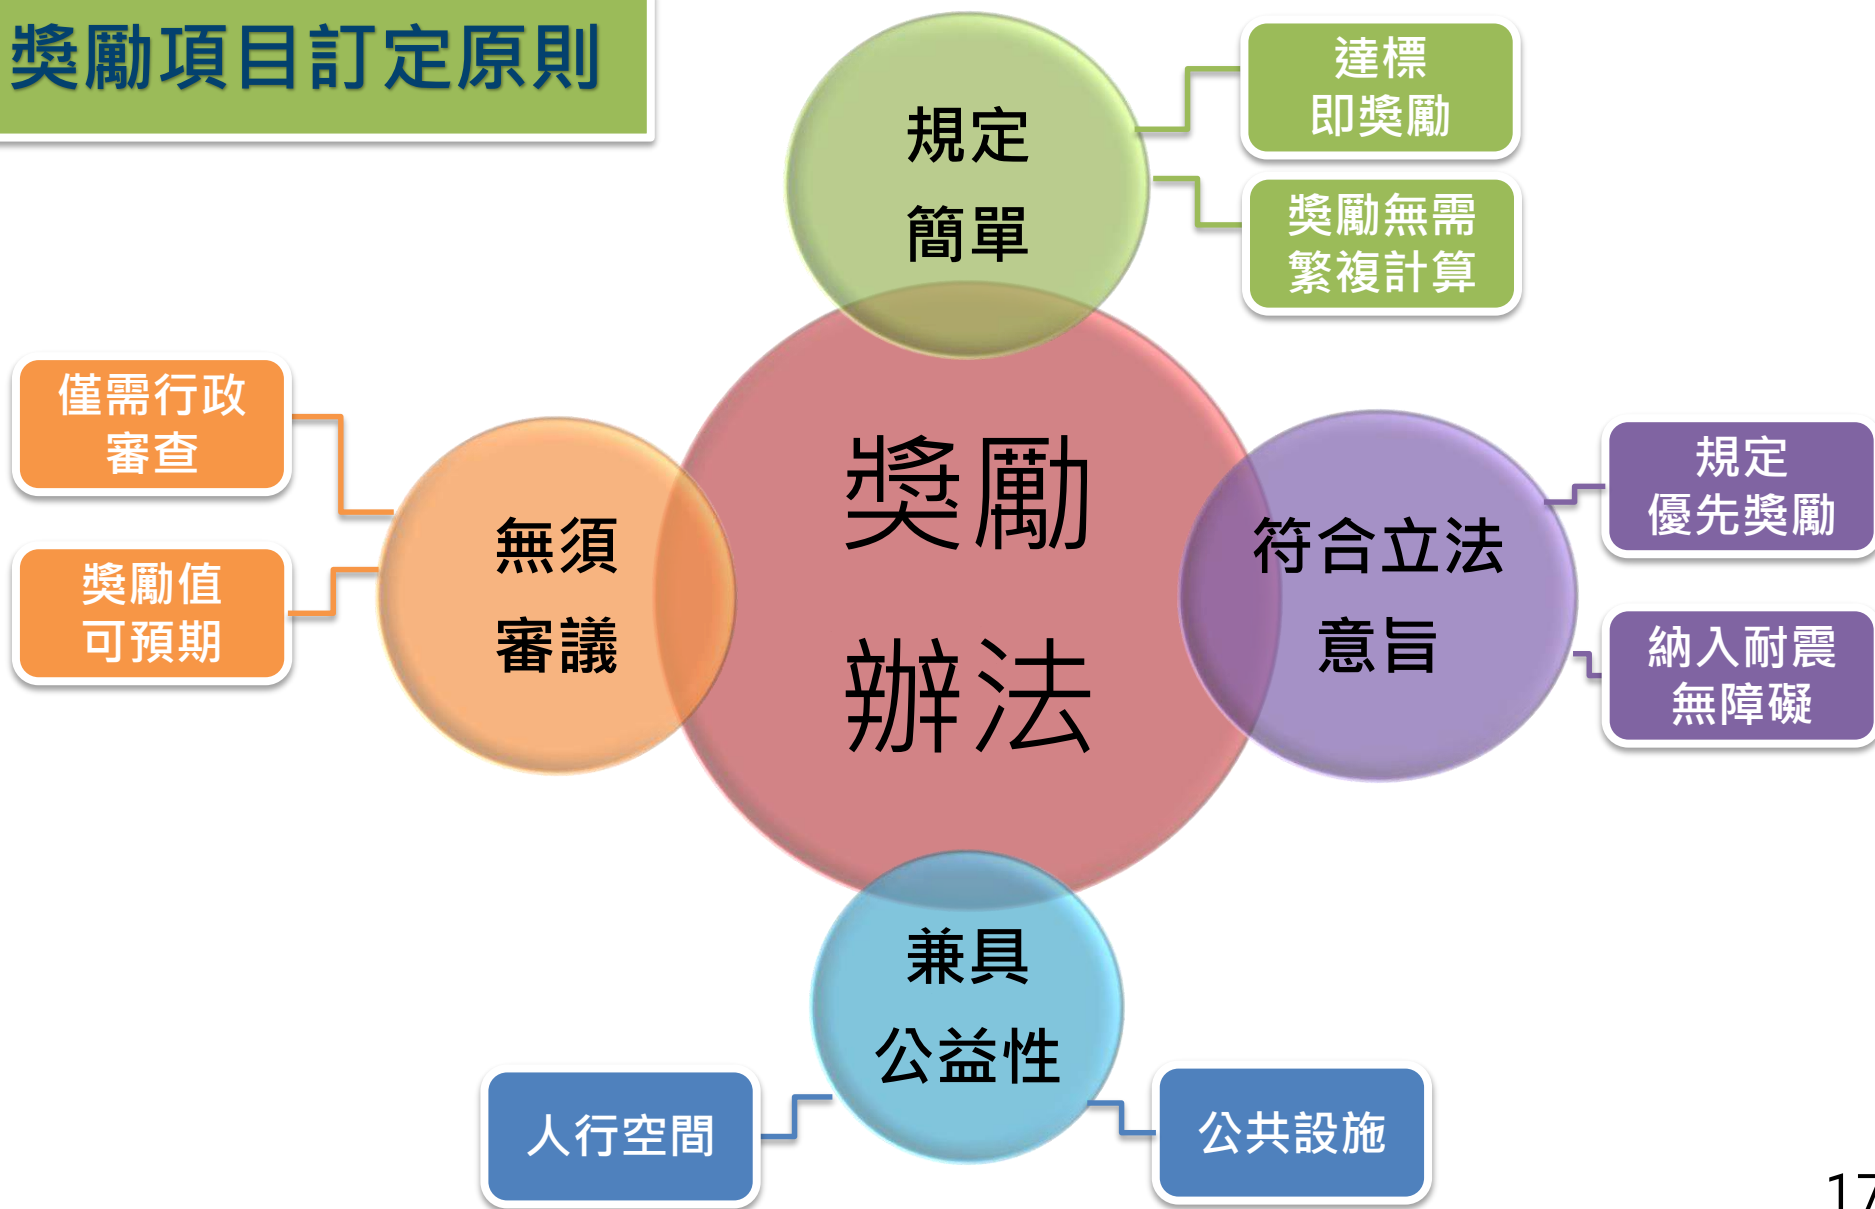 獎勵項目訂定原則
規定
簡單
達標
即獎勵
獎勵無需
繁複計算
僅需行政
審查
獎勵值
可預期
無須
審議
獎勵
辦法
符合立法
意旨
規定
優先獎勵
納入耐震
無障礙
兼具
公益性
人行空間
公共設施
17